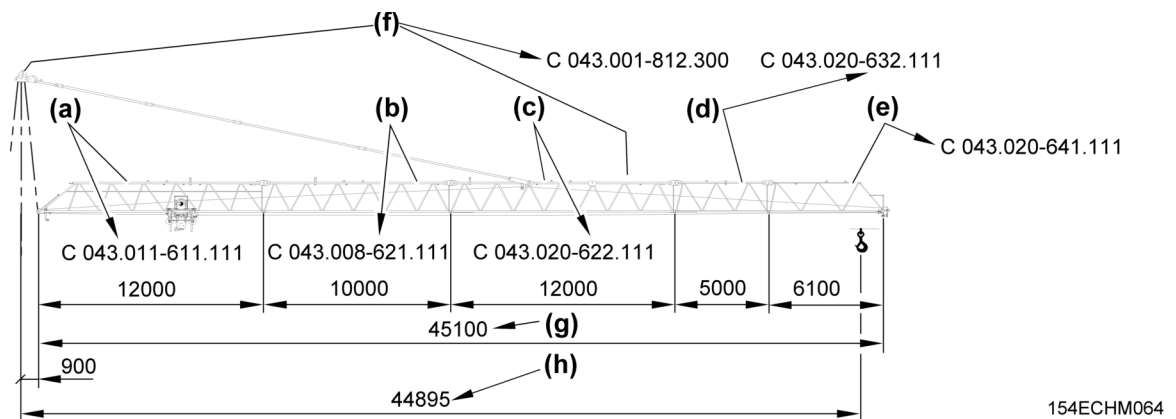 (f)
C 043.001-812.300
C 043.020-632.111
(a)
(b)
(c)
(d)
(e)
C 043.020-641.111
C 043.011-611.111
C 043.008-621.111
C 043.020-622.111
12000
10000
12000
5000
6100
45100
(g)
900
(h)
44895
154ECHM064